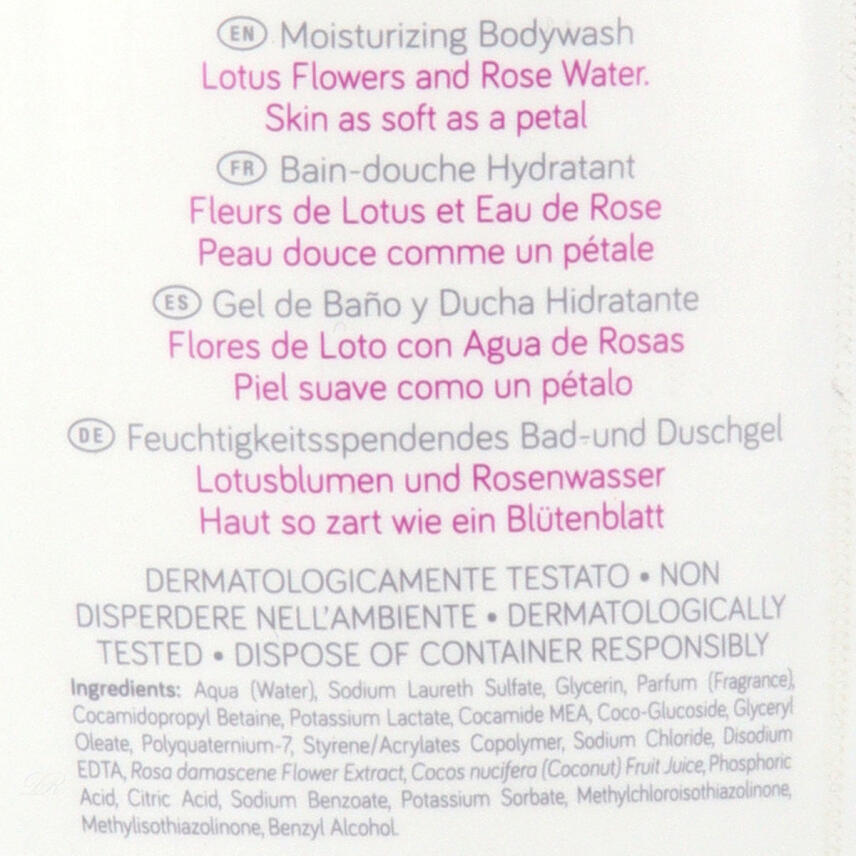 EN Moisturizing Bodywash
Lotus Flowers and Rose Water.
Skin as soft as a petal
FR Bain-douche Hydratant
Fleurs de Lotus et Eau de Rose
Peau douce comme un pétale
ES Gel de Baño y Ducha Hidratante
Flores de Loto con Agua de Rosas
Piel suave como un pétalo
DE Feuchtigkeitsspendendes Bad-und Duschgel
Lotusblumen und Rosenwasser
Haut so zart wie ein Blütenblatt
DERMATOLOGICAMENTE TESTATO • NON
DISPERDERE NELL'AMBIENTE • DERMATOLOGICALLY
TESTED • DISPOSE OF CONTAINER RESPONSIBLY
Ingredients: Aqua (Water), Sodium Laureth Sulfate, Glycerin, Parfum (Fragrance),
Cocamidopropyl Betaine, Potassium Lactate, Cocamide MEA, Coco-Glucoside, Glyceryl
Oleate, Polyquaternium-7, Styrene/Acrylates Copolymer, Sodium Chloride, Disodium
EDTA, Rosa damascene Flower Extract, Cocos nucifera (Coconut) Fruit Juice, Phosphoric
Acid, Citric Acid, Sodium Benzoate, Potassium Sorbate, Methylchloroisothiazolinone,
Methylisothiazolinone, Benzyl Alcohol.